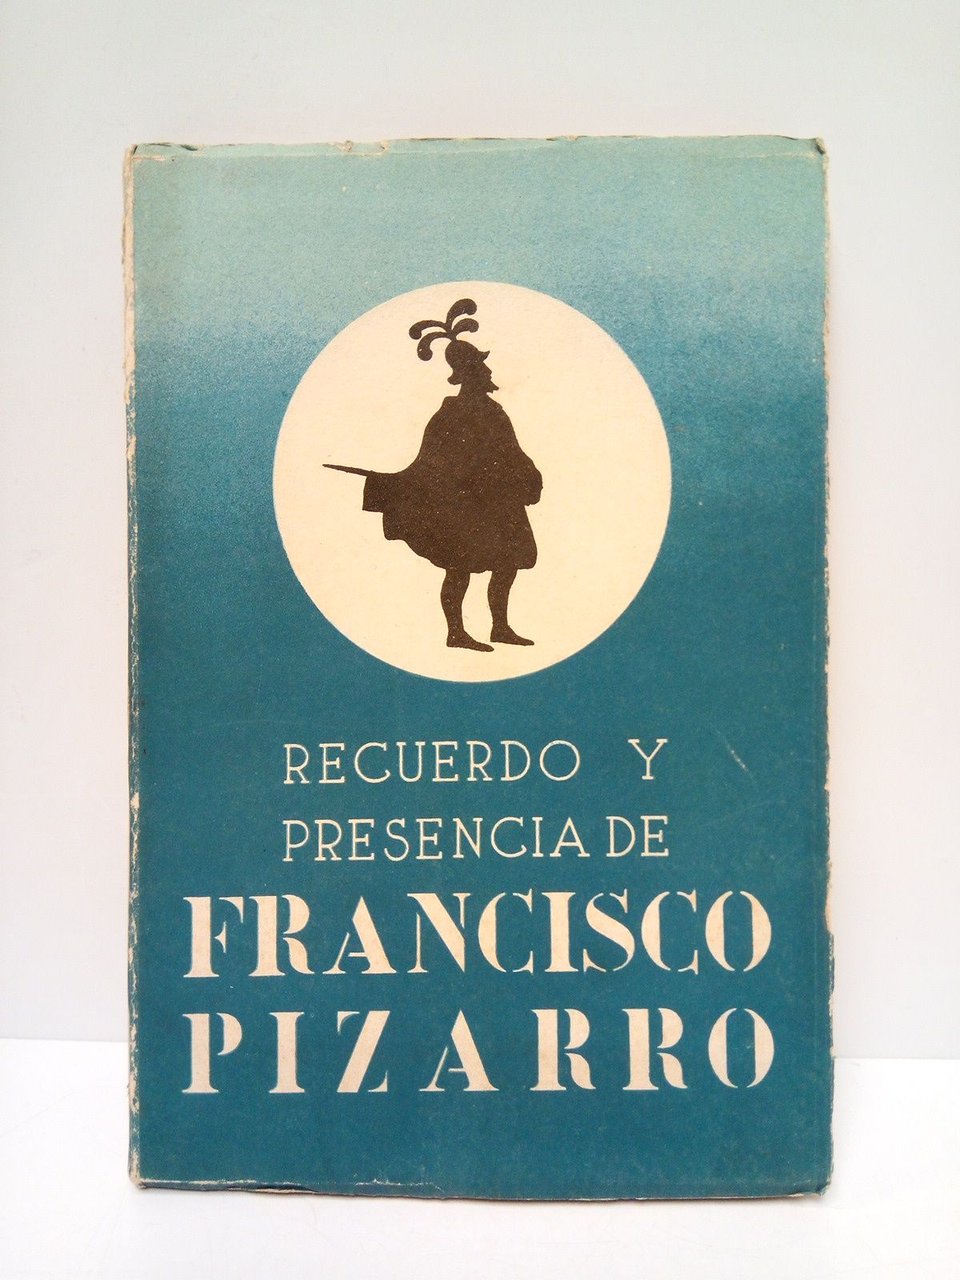 RECUERDO Y
PRESENCIA DE
FRANCISCO
PIZARRO